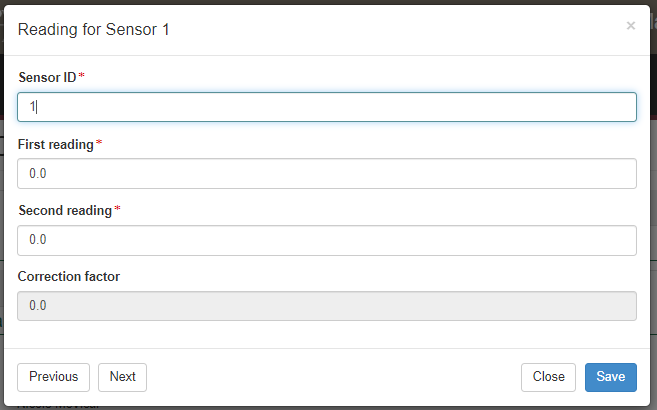 Reading for Sensor 1 ×
Sensor ID*
1
First reading*
0.0
Second reading*
0.0
Correction factor
0.0
Previous Next Close Save